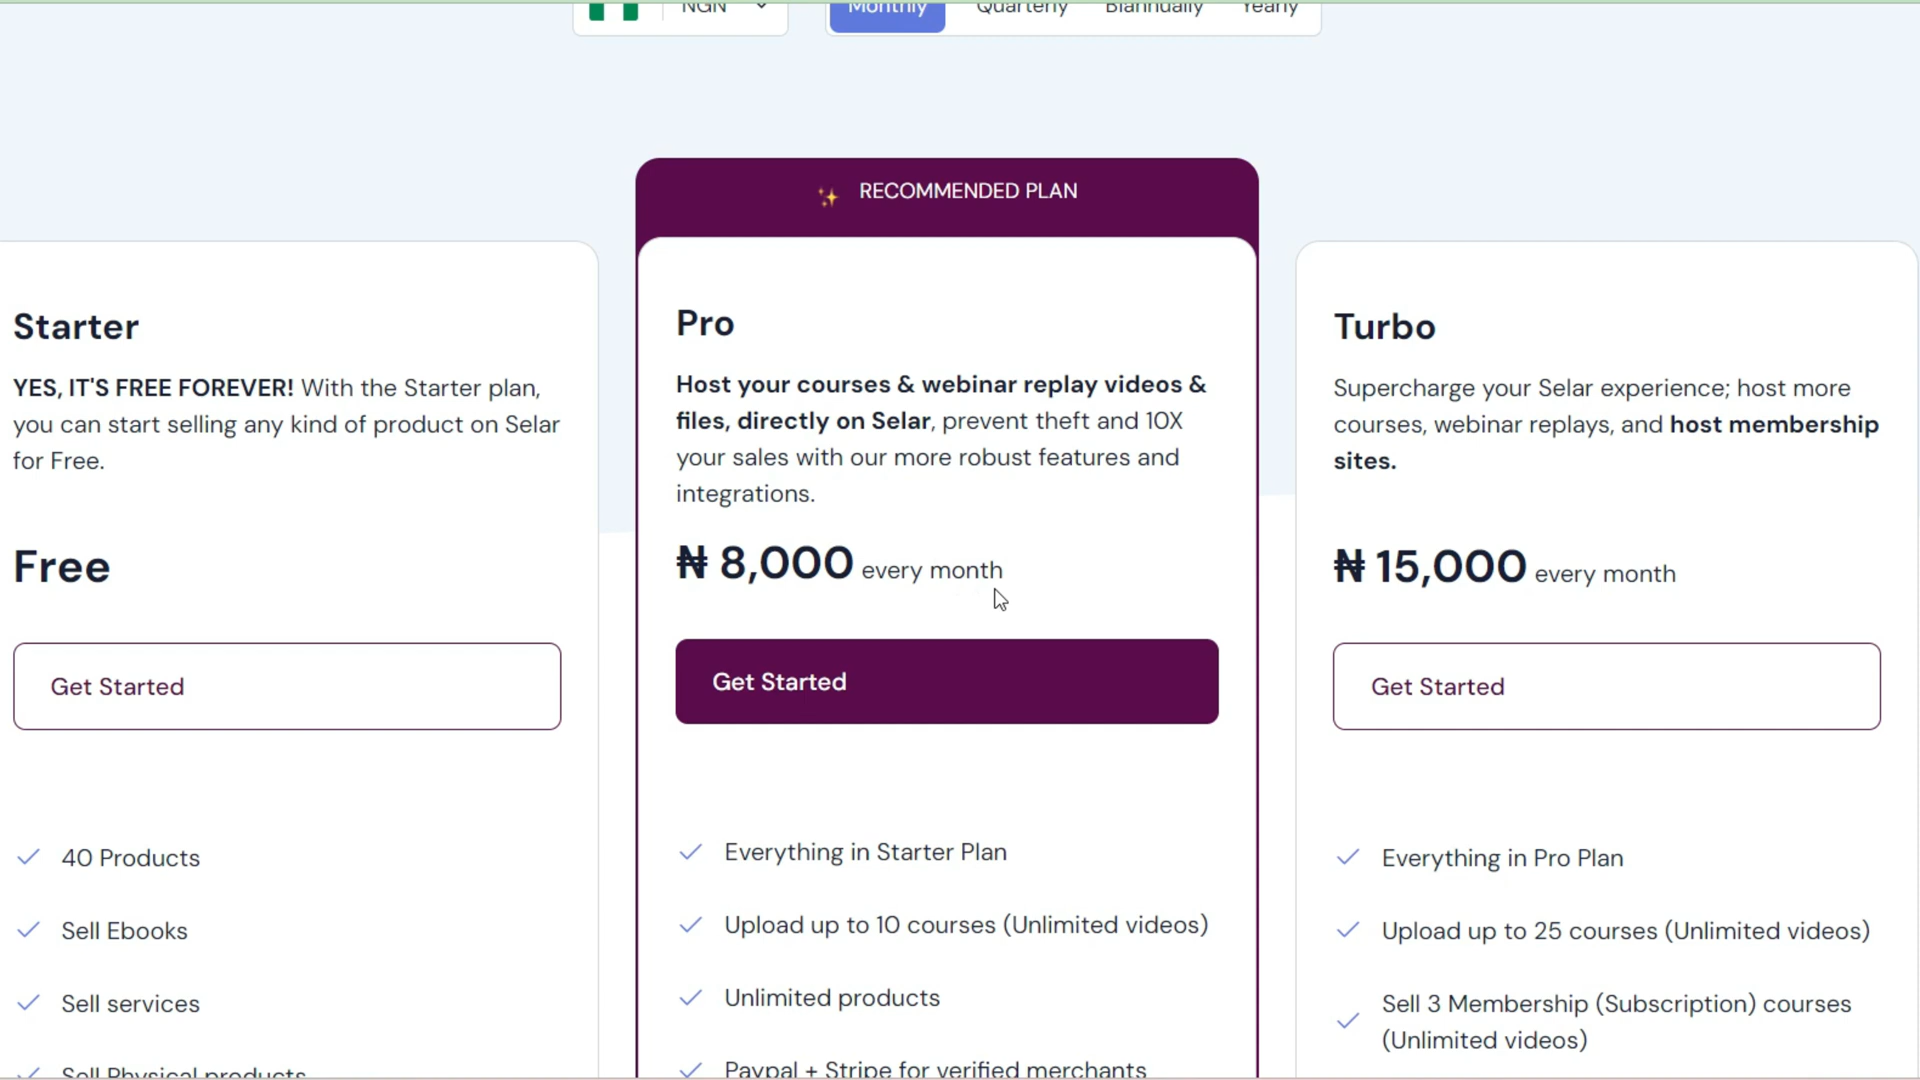 NGN
Monthly Quarterly Biannually Yearly
RECOMMENDED PLAN
Starter
YES, IT'S FREE FOREVER! With the Starter plan,
you can start selling any kind of product on Selar
for Free.
Free
Get Started
40 Products
Sell Ebooks
Sell services
Sell Physical products
Pro
Host your courses & webinar replay videos &
files, directly on Selar, prevent theft and 10X
your sales with our more robust features and
integrations.
₦ 8,000 every month
Get Started
Everything in Starter Plan
Upload up to 10 courses (Unlimited videos)
Unlimited products
Paypal + Stripe for verified merchants
Turbo
Supercharge your Selar experience; host more
courses, webinar replays, and host membership
sites.
₦ 15,000 every month
Get Started
Everything in Pro Plan
Upload up to 25 courses (Unlimited videos)
Sell 3 Membership (Subscription) courses
(Unlimited videos)